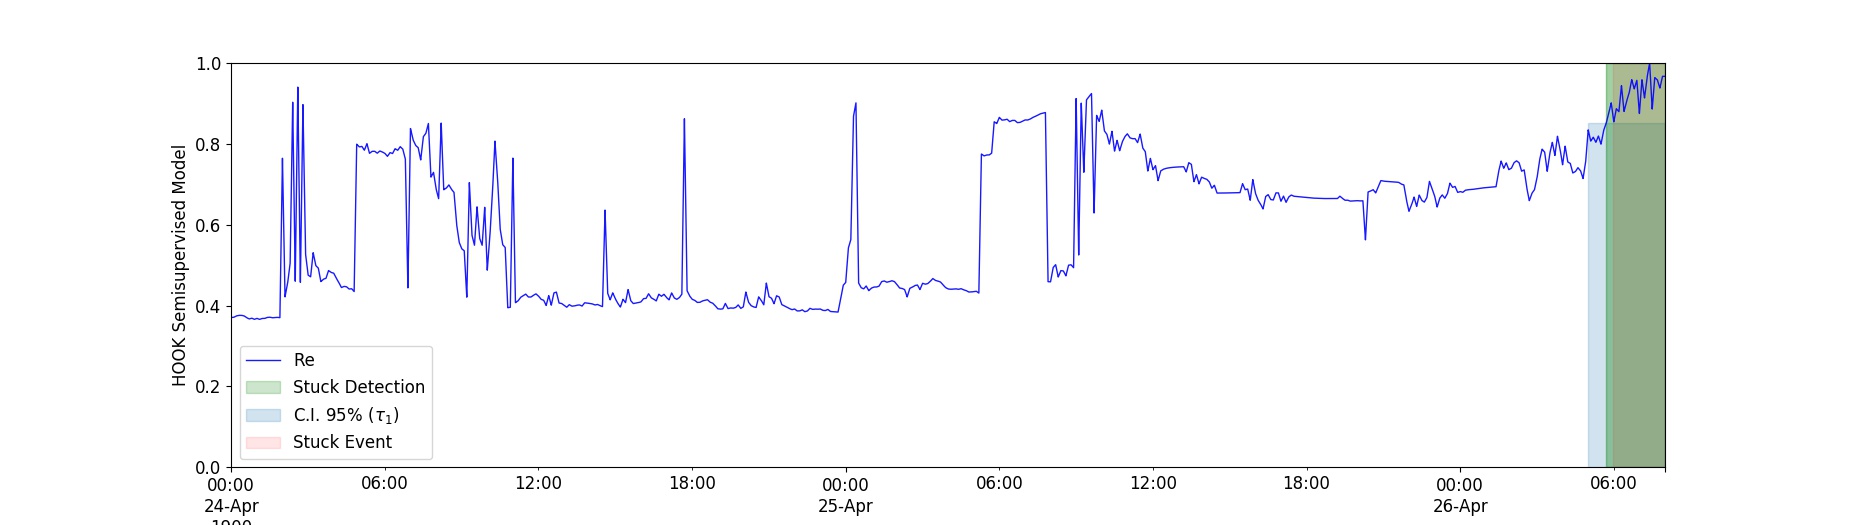 HOOK Semisupervised Model
1.0
0.8
0.6
0.4
0.2
0.0
Re
Stuck Detection
C.I. 95% (τ₁)
Stuck Event
00:00 06:00 12:00 18:00 00:00 06:00 12:00 18:00 00:00 06:00
24-Apr 25-Apr 26-Apr
1900